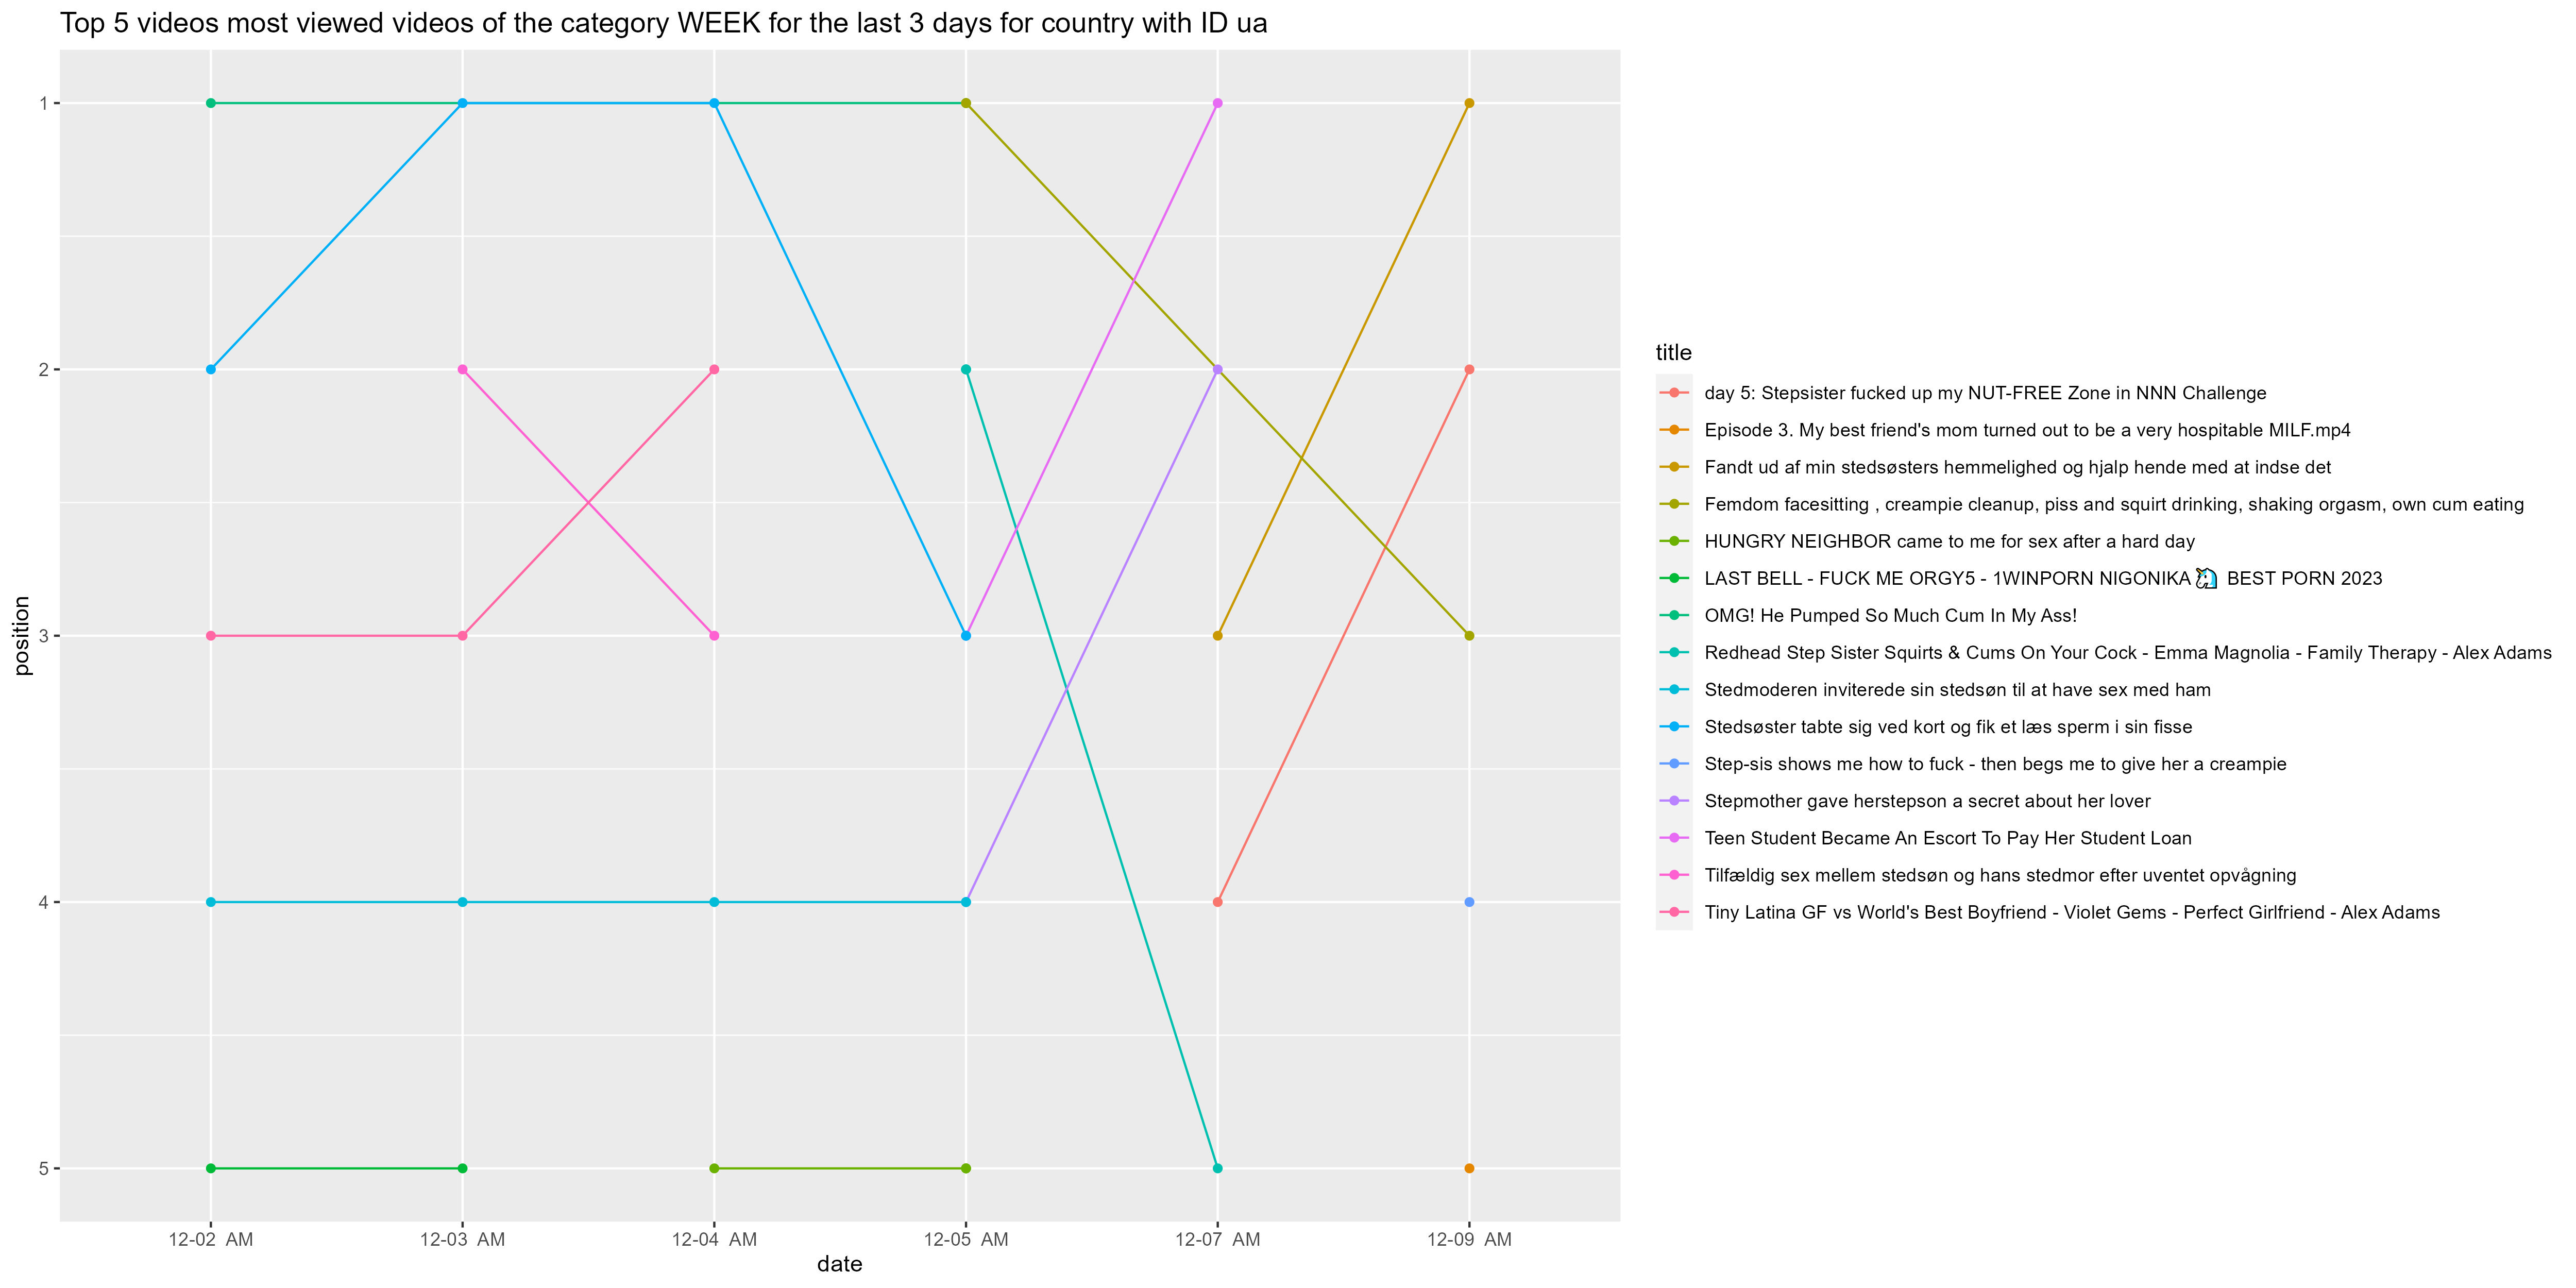 Top 5 videos most viewed videos of the category WEEK for the last 3 days for country with ID ua
position
1
2
3
4
5
12-02 AM
12-03 AM
12-04 AM
12-05 AM
12-07 AM
12-09 AM
date
title
day 5: Stepsister fucked up my NUT-FREE Zone in NNN Challenge
Episode 3. My best friend's mom turned out to be a very hospitable MILF.mp4
Fandt ud af min stedsøsters hemmelighed og hjalp hende med at indse det
Femdom facesitting , creampie cleanup, piss and squirt drinking, shaking orgasm, own cum eating
HUNGRY NEIGHBOR came to me for sex after a hard day
LAST BELL - FUCK ME ORGY5 - 1WINPORN NIGONIKA🦄 BEST PORN 2023
OMG! He Pumped So Much Cum In My Ass!
Redhead Step Sister Squirts & Cums On Your Cock - Emma Magnolia - Family Therapy - Alex Adams
Stedmoderen inviterede sin stedsøn til at have sex med ham
Stedsøster tabte sig ved kort og fik et læs sperm i sin fisse
Step-sis shows me how to fuck - then begs me to give her a creampie
Stepmother gave herstepson a secret about her lover
Teen Student Became An Escort To Pay Her Student Loan
Tilfældig sex mellem stedsøn og hans stedmor efter uventet opvågning
Tiny Latina GF vs World's Best Boyfriend - Violet Gems - Perfect Girlfriend - Alex Adams